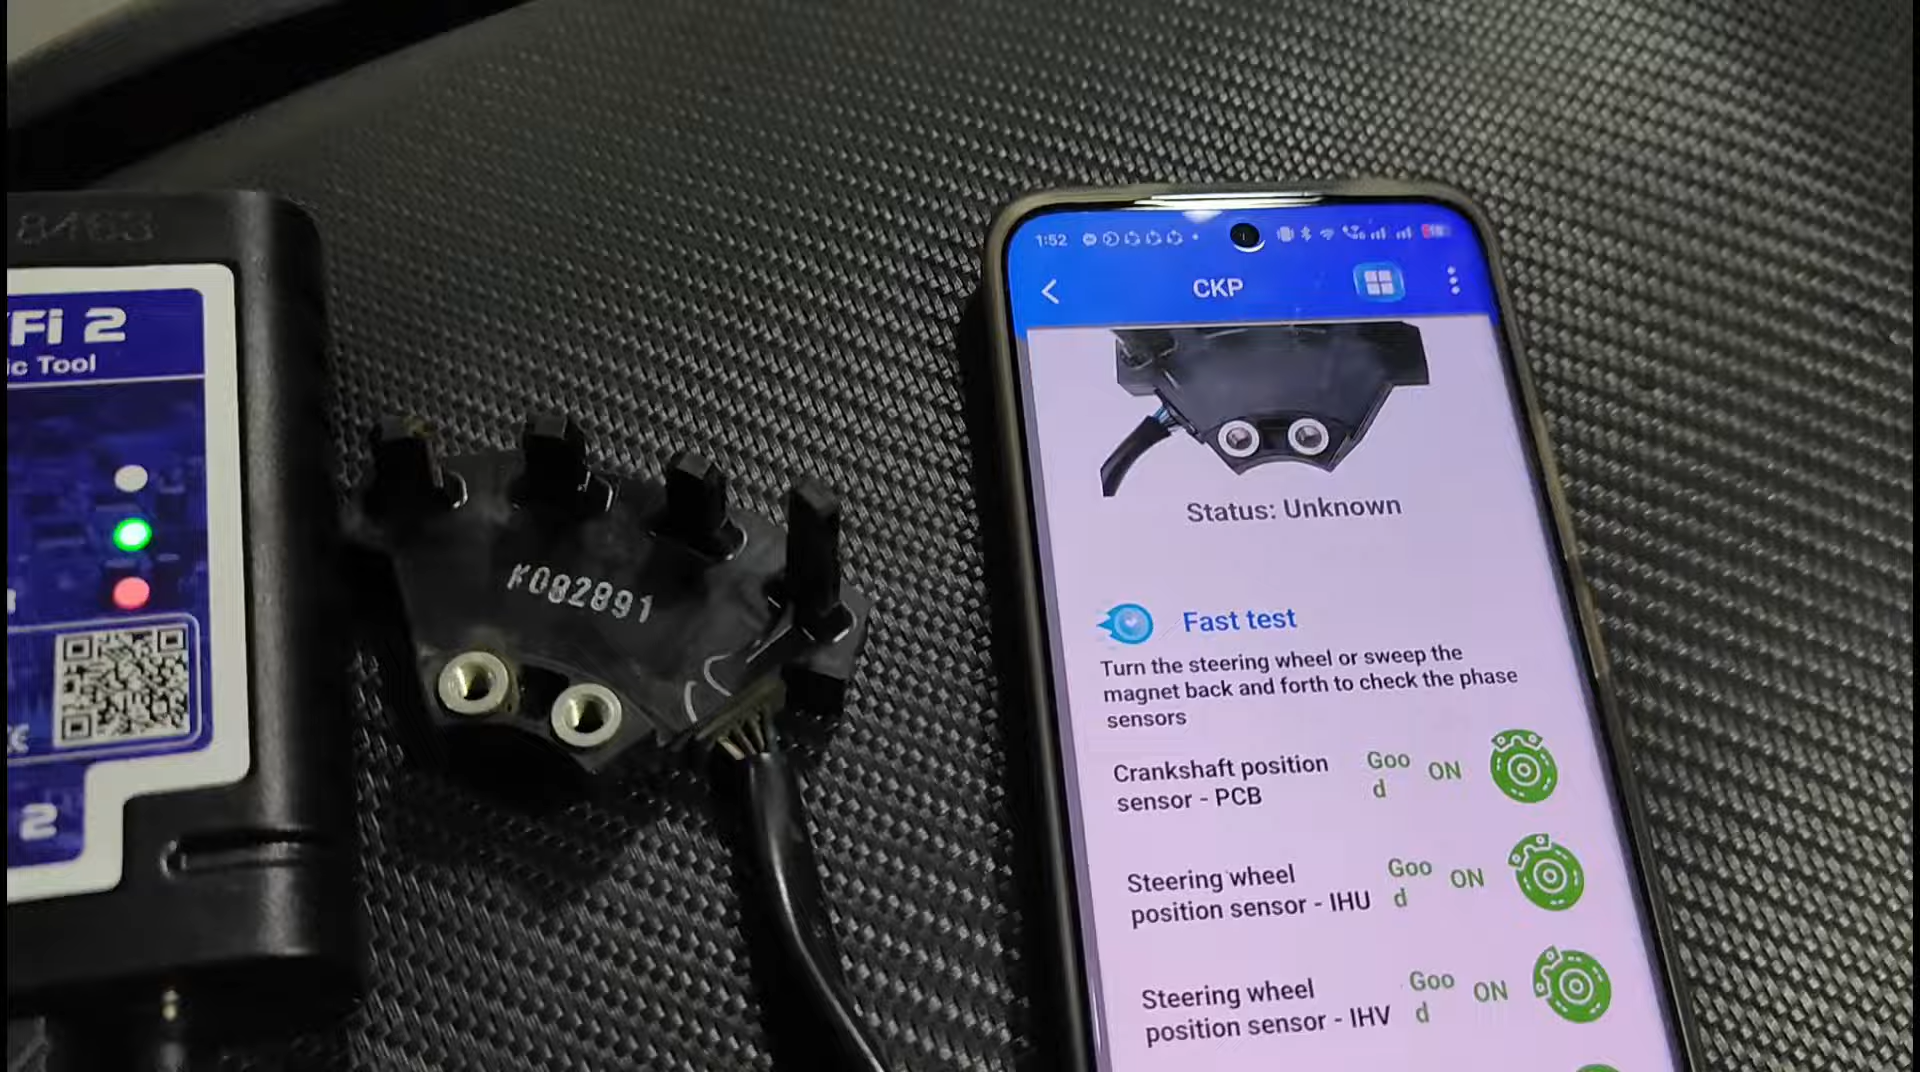 8463
Fi 2
ic Tool
2
K082891
1:52
CKP
Status: Unknown
Fast test
Turn the steering wheel or sweep the
magnet back and forth to check the phase
sensors
Crankshaft position
sensor - PCB
Goo
d
ON
Steering wheel
position sensor - IHU
Goo
d
ON
Steering wheel
position sensor - IHV
Goo
d
ON